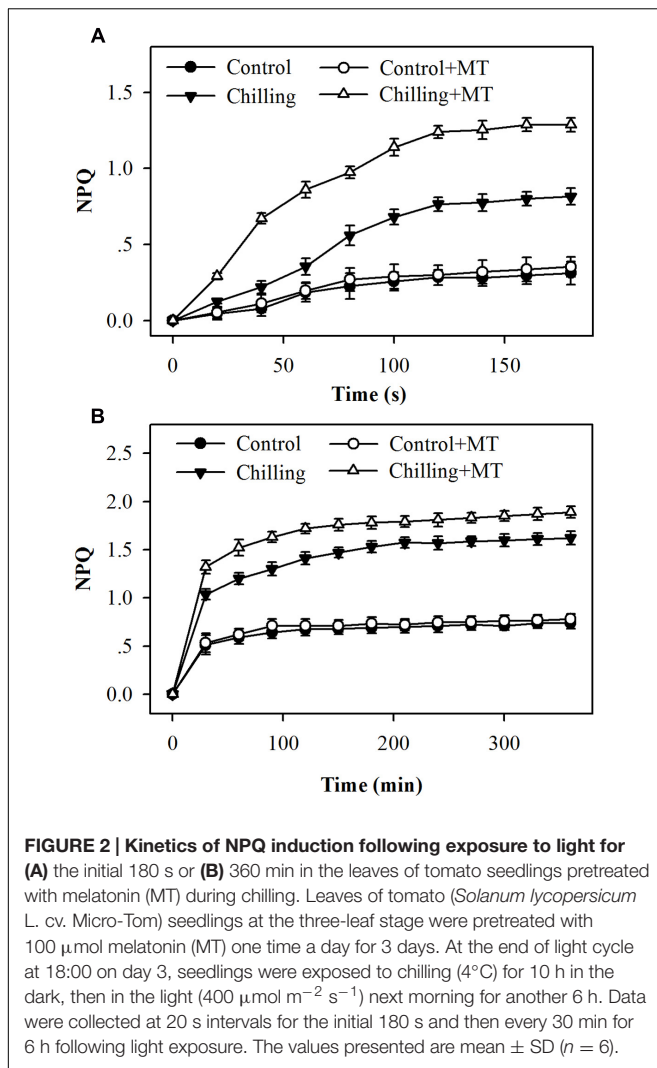 A
Control Control+MT
Chilling Chilling+MT
1.5
1.0
.5
0.0
NPQ
0 50 100 150
Time (s)
B
Control Control+MT
Chilling Chilling+MT
2.5
2.0
1.5
1.0
.5
0.0
NPQ
0 100 200 300
Time (min)
FIGURE 2 | Kinetics of NPQ induction following exposure to light for
(A) the initial 180 s or (B) 360 min in the leaves of tomato seedlings pretreated
with melatonin (MT) during chilling. Leaves of tomato (Solanum lycopersicum
L. cv. Micro-Tom) seedlings at the three-leaf stage were pretreated with
100 μmol melatonin (MT) one time a day for 3 days. At the end of light cycle
at 18:00 on day 3, seedlings were exposed to chilling (4°C) for 10 h in the
dark, then in the light (400 μmol m−2 s−1) next morning for another 6 h. Data
were collected at 20 s intervals for the initial 180 s and then every 30 min for
6 h following light exposure. The values presented are mean ± SD (n = 6).